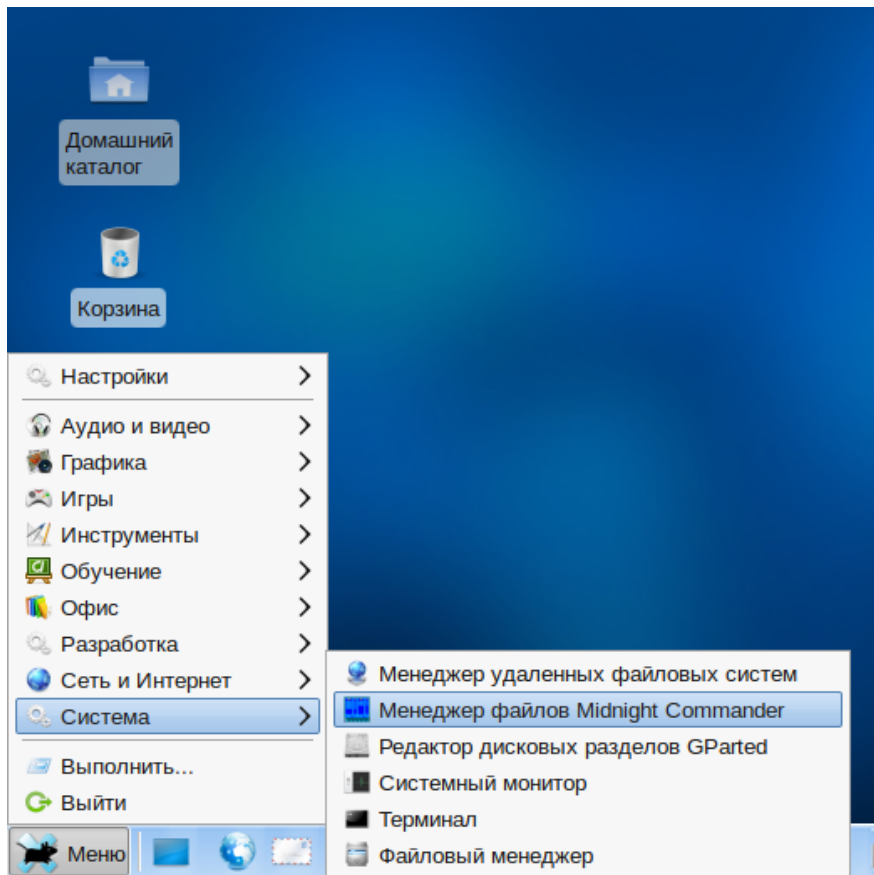 Домашний
каталог
Корзина
Настройки
Аудио и видео
Графика
Игры
Инструменты
Обучение
Офис
Разработка
Сеть и Интернет
Система
Выполнить...
Выйти
Менеджер удаленных файловых систем
Менеджер файлов Midnight Commander
Редактор дисковых разделов GParted
Системный монитор
Терминал
Файловый менеджер
Меню